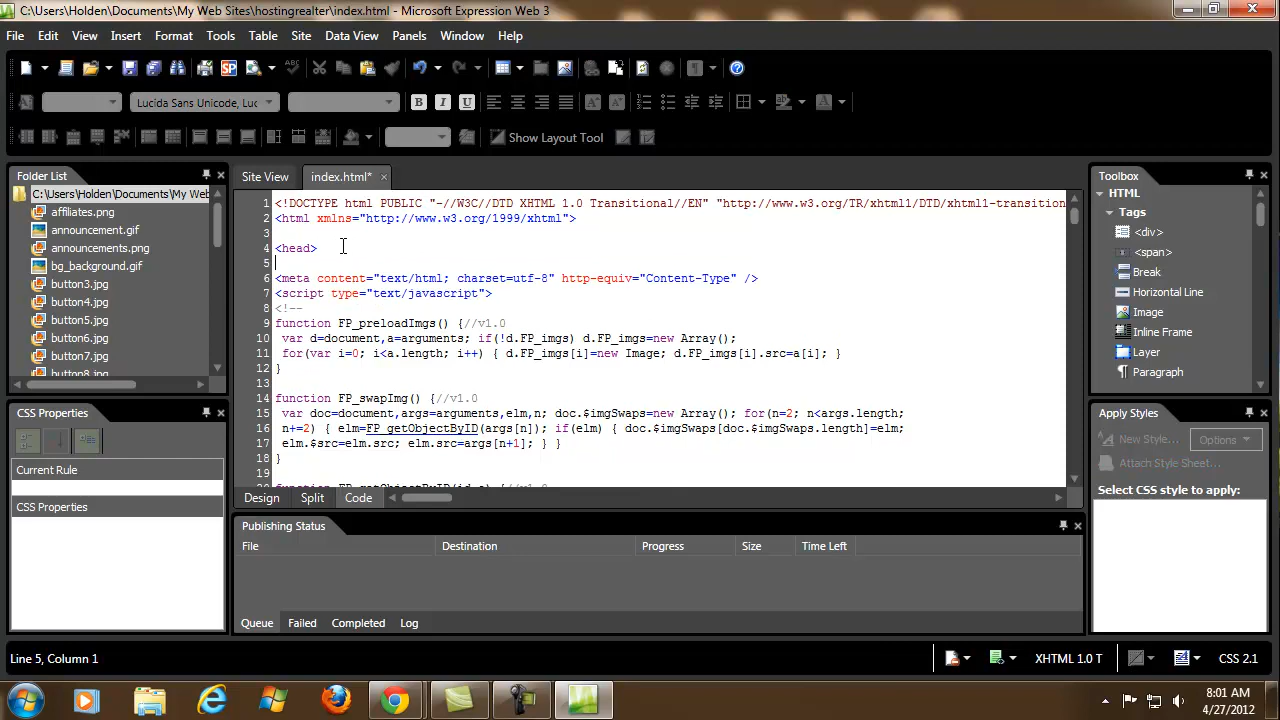 C:\Users\Holden\Documents\My Web Sites\hostingrealter\index.html - Microsoft Expression Web 3
File Edit View Insert Format Tools Table Site Data View Panels Window Help
Lucida Sans Unicode, Luc
Show Layout Tool
Folder List
C:\Users\Holden\Documents\My Web
affiliates.png
announcement.gif
announcements.png
bg_background.gif
button3.jpg
button4.jpg
button5.jpg
button6.jpg
button7.jpg
button8.jpg
CSS Properties
Current Rule
CSS Properties
Site View index.html*
1 <!DOCTYPE html PUBLIC "-//W3C//DTD XHTML 1.0 Transitional//EN" "http://www.w3.org/TR/xhtml1/DTD/xhtml1-transition
2 <html xmlns="http://www.w3.org/1999/xhtml">
3
4 <head>
5
6 <meta content="text/html; charset=utf-8" http-equiv="Content-Type" />
7 <script type="text/javascript">
8 <!--
9 function FP_preloadImgs() {//v1.0
10 var d=document,a=arguments; if(!d.FP_imgs) d.FP_imgs=new Array();
11 for(var i=0; i<a.length; i++) { d.FP_imgs[i]=new Image; d.FP_imgs[i].src=a[i]; }
12 }
13
14 function FP_swapImg() {//v1.0
15 var doc=document,args=arguments,elm,n; doc.$imgSwaps=new Array(); for(n=2; n<args.length;
16 n+=2) { elm=FP_getObjectByID(args[n]); if(elm) { doc.$imgSwaps[doc.$imgSwaps.length]=elm;
17 elm.$src=elm.src; elm.src=args[n+1]; } }
18 }
19
Design Split Code
Publishing Status
File Destination Progress Size Time Left
Queue Failed Completed Log
Toolbox
HTML
Tags
<div>
<span>
Break
Horizontal Line
Image
Inline Frame
Layer
Paragraph
Apply Styles
New Style... Options
Attach Style Sheet...
Select CSS style to apply:
Line 5, Column 1
XHTML 1.0 T CSS 2.1
8:01 AM
4/27/2012